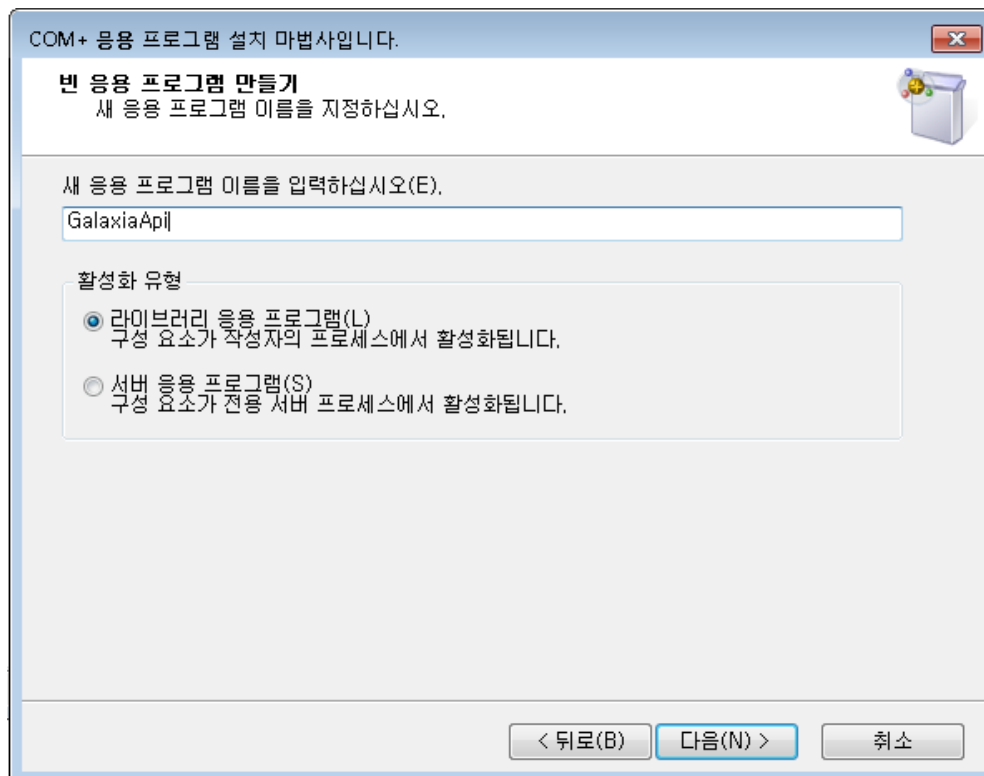 COM+ 응용 프로그램 설치 마법사입니다.
빈 응용 프로그램 만들기
새 응용 프로그램 이름을 지정하십시오.
새 응용 프로그램 이름을 입력하십시오(E).
GalaxiaApi
활성화 유형
라이브러리 응용 프로그램(L)
구성 요소가 작성자의 프로세스에서 활성화됩니다.
서버 응용 프로그램(S)
구성 요소가 전용 서버 프로세스에서 활성화됩니다.
< 뒤로(B) 다음(N) > 취소